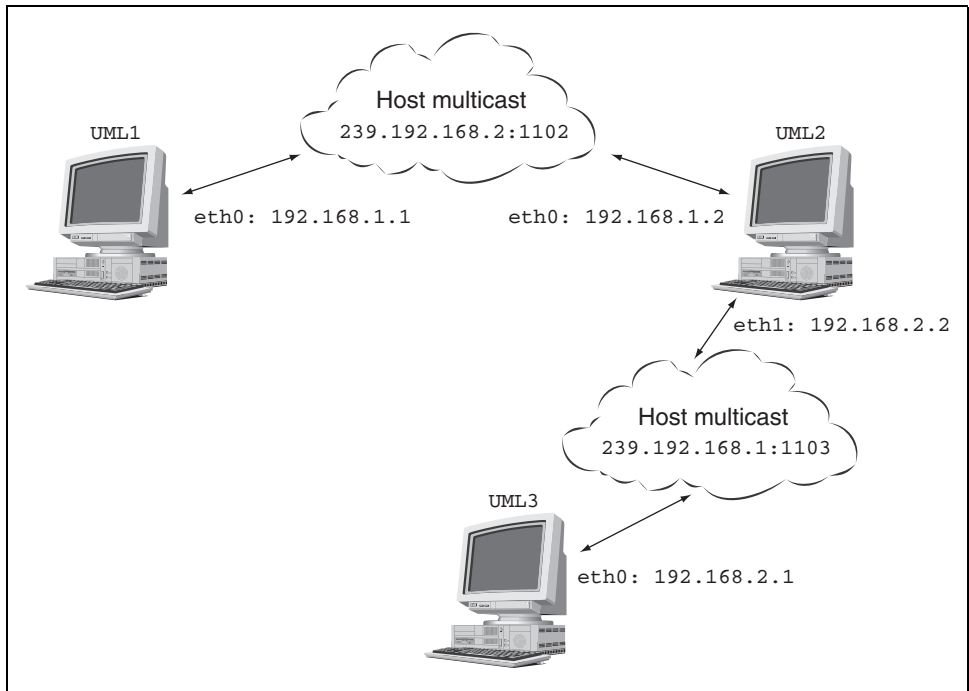 Host multicast
239.192.168.2:1102
UML1
UML2
eth0: 192.168.1.1
eth0: 192.168.1.2
eth1: 192.168.2.2
Host multicast
239.192.168.1:1103
UML3
eth0: 192.168.2.1